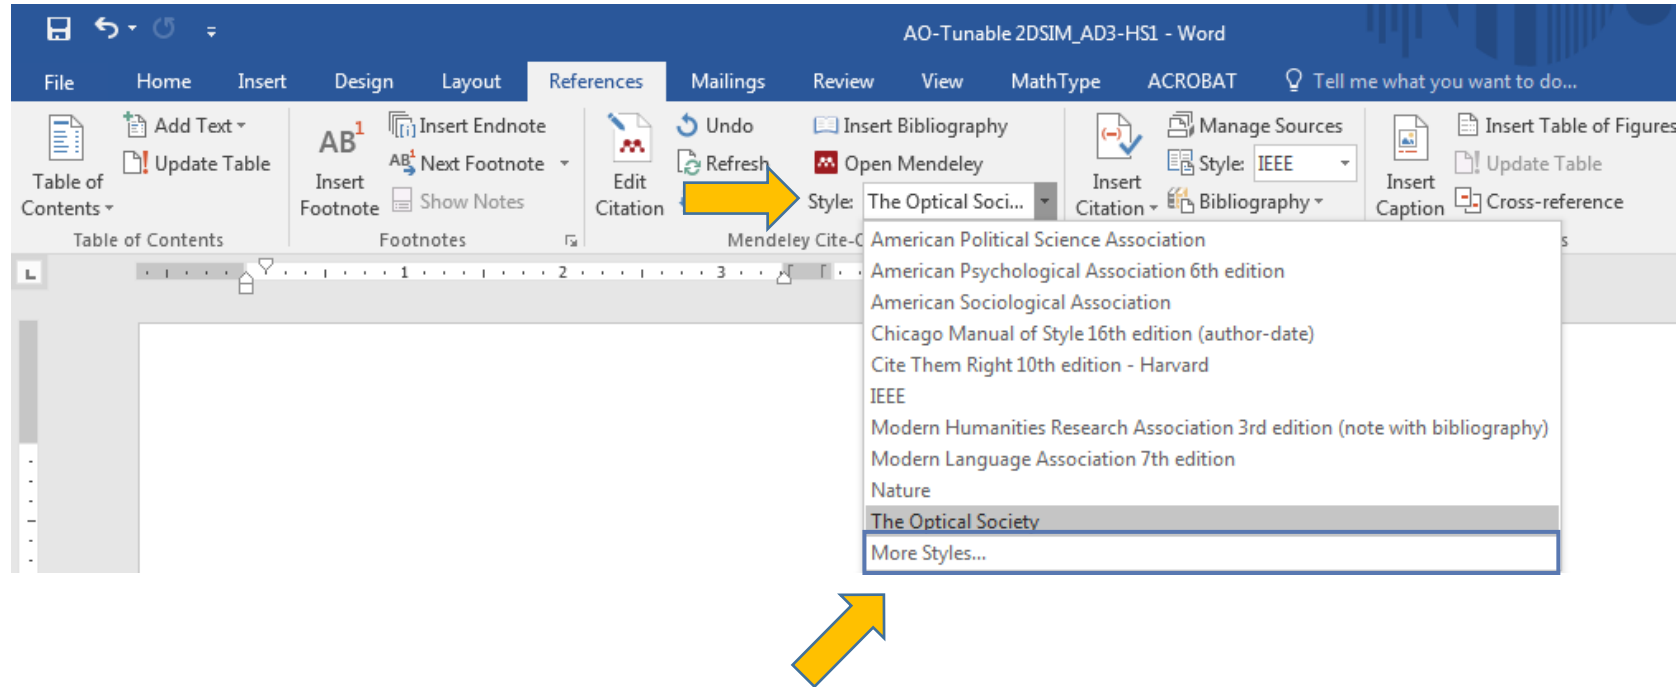 AO-Tunable 2DSIM_AD3-HS1 - Word
File Home Insert Design Layout References Mailings Review View MathType ACROBAT Tell me what you want to do...
Table of Contents
Add Text
Update Table
Table of Contents
AB1
Insert Footnote
[i] Insert Endnote
AB1 Next Footnote
Show Notes
Footnotes
Edit Citation
Undo
Refresh
Insert Bibliography
Open Mendeley
Style: The Optical Soci...
Mendeley Cite-
Insert Citation
Manage Sources
Style: IEEE
Bibliography
Insert Caption
Insert Table of Figures
Update Table
Cross-reference
s
L
1 2 3
American Political Science Association
American Psychological Association 6th edition
American Sociological Association
Chicago Manual of Style 16th edition (author-date)
Cite Them Right 10th edition - Harvard
IEEE
Modern Humanities Research Association 3rd edition (note with bibliography)
Modern Language Association 7th edition
Nature
The Optical Society
More Styles...